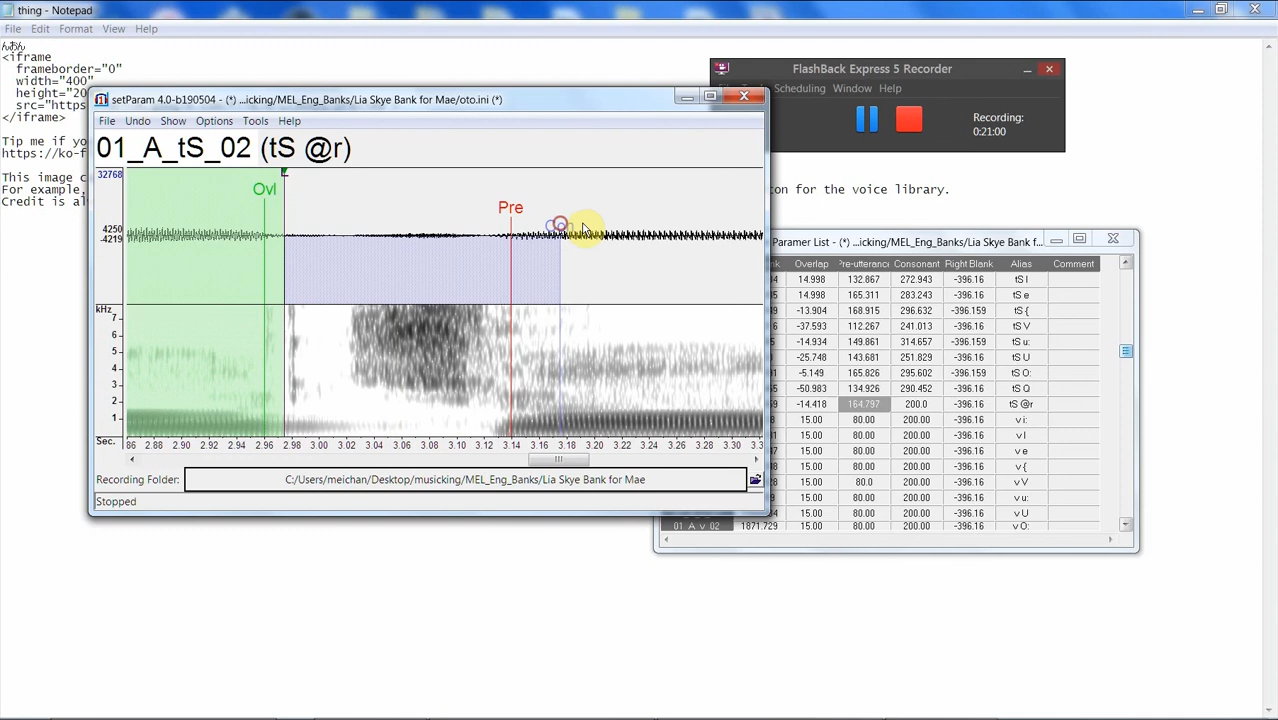 thing - Notepad
File Edit Format View Help
んおん
<iframe
frameborder="0"
width="400"
height="20
src="https
</iframe>
Tip me if yo
https://ko-f
This image c
For example,
Credit is al
on for the voice library.
FlashBack Express 5 Recorder
Scheduling Window Help
Recording:
0:21:00
setParam 4.0-b190504 - (*) ...icking/MEL_Eng_Banks/Lia Skye Bank for Mae/oto.ini (*)
File Undo Show Options Tools Help
01_A_tS_02 (tS @r)
32768
Ovl
Pre
4250
-4219
kHz
7
6
5
4
3
2
1
Sec. 86 2.88 2.90 2.92 2.94 2.96 2.98 3.00 3.02 3.04 3.06 3.08 3.10 3.12 3.14 3.16 3.18 3.20 3.22 3.24 3.26 3.28 3.30 3.3
Recording Folder: C:/Users/meichan/Desktop/musicking/MEL_Eng_Banks/Lia Skye Bank for Mae
Stopped
Paramer List - (*) ...icking/MEL_Eng_Banks/Lia Skye Bank f...
Overlap Pre-utterance Consonant Right Blank Alias Comment
14.998 132.867 272.943 -396.16 tS I
14.998 165.311 283.243 -396.16 tS e
-13.904 168.915 296.632 -396.159 tS {
-37.593 112.267 241.013 -396.159 tS V
-14.934 149.861 314.657 -396.16 tS u:
-25.748 143.681 251.829 -396.16 tS U
-5.149 165.826 295.602 -396.16 tS O:
-50.983 134.926 290.452 -396.16 tS Q
-14.418 164.797 200.0 -396.16 tS @r
15.00 80.00 200.00 -396.16 v i:
15.00 80.00 200.00 -396.16 v I
15.00 80.00 200.00 -396.16 v e
15.00 80.00 200.00 -396.16 v {
15.00 80.0 200.00 -396.16 v V
15.00 80.00 200.00 -396.16 v u:
15.00 80.00 200.00 -396.16 v U
01_A_v_02 1871.729 15.00 80.00 200.00 -396.16 v O: